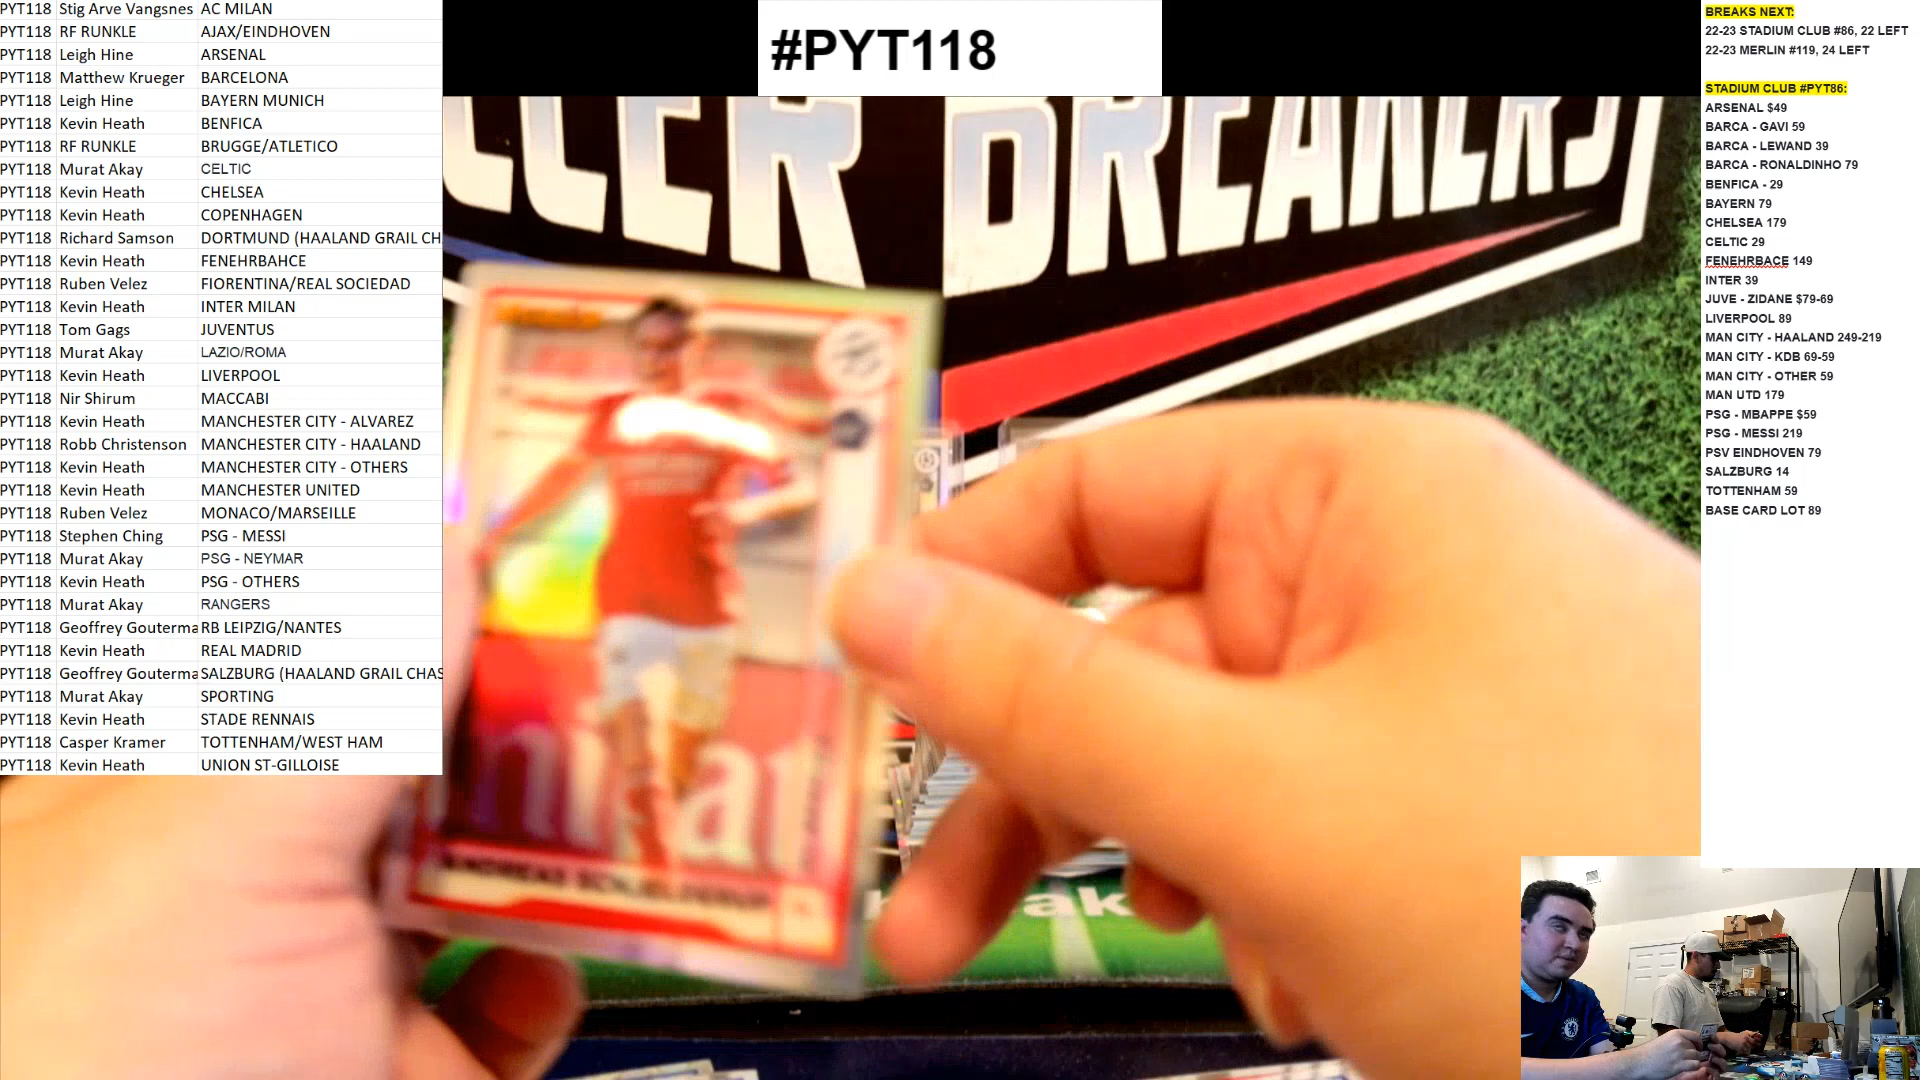 PYT118 Stig Arve Vangsnes AC MILAN
PYT118 RF RUNKLE AJAX/EINDHOVEN
PYT118 Leigh Hine ARSENAL
PYT118 Matthew Krueger BARCELONA
PYT118 Leigh Hine BAYERN MUNICH
PYT118 Kevin Heath BENFICA
PYT118 RF RUNKLE BRUGGE/ATLETICO
PYT118 Murat Akay CELTIC
PYT118 Kevin Heath CHELSEA
PYT118 Kevin Heath COPENHAGEN
PYT118 Richard Samson DORTMUND (HAALAND GRAIL CH
PYT118 Kevin Heath FENEHRBAHCE
PYT118 Ruben Velez FIORENTINA/REAL SOCIEDAD
PYT118 Kevin Heath INTER MILAN
PYT118 Tom Gags JUVENTUS
PYT118 Murat Akay LAZIO/ROMA
PYT118 Kevin Heath LIVERPOOL
PYT118 Nir Shirum MACCABI
PYT118 Kevin Heath MANCHESTER CITY - ALVAREZ
PYT118 Robb Christenson MANCHESTER CITY - HAALAND
PYT118 Kevin Heath MANCHESTER CITY - OTHERS
PYT118 Kevin Heath MANCHESTER UNITED
PYT118 Ruben Velez MONACO/MARSEILLE
PYT118 Stephen Ching PSG - MESSI
PYT118 Murat Akay PSG - NEYMAR
PYT118 Kevin Heath PSG - OTHERS
PYT118 Murat Akay RANGERS
PYT118 Geoffrey Gouterma RB LEIPZIG/NANTES
PYT118 Kevin Heath REAL MADRID
PYT118 Geoffrey Gouterma SALZBURG (HAALAND GRAIL CHAS
PYT118 Murat Akay SPORTING
PYT118 Kevin Heath STADE RENNAIS
PYT118 Casper Kramer TOTTENHAM/WEST HAM
PYT118 Kevin Heath UNION ST-GILLOISE
#PYT118
CCER BREAKERS
ANDREAS SCHJELDERUP
BREAKS NEXT:
22-23 STADIUM CLUB #86, 22 LEFT
22-23 MERLIN #119, 24 LEFT
STADIUM CLUB #PYT86:
ARSENAL $49
BARCA - GAVI 59
BARCA - LEWAND 39
BARCA - RONALDINHO 79
BENFICA - 29
BAYERN 79
CHELSEA 179
CELTIC 29
FENEHRBACE 149
INTER 39
JUVE - ZIDANE $79-69
LIVERPOOL 89
MAN CITY - HAALAND 249-219
MAN CITY - KDB 69-59
MAN CITY - OTHER 59
MAN UTD 179
PSG - MBAPPE $59
PSG - MESSI 219
PSV EINDHOVEN 79
SALZBURG 14
TOTTENHAM 59
BASE CARD LOT 89